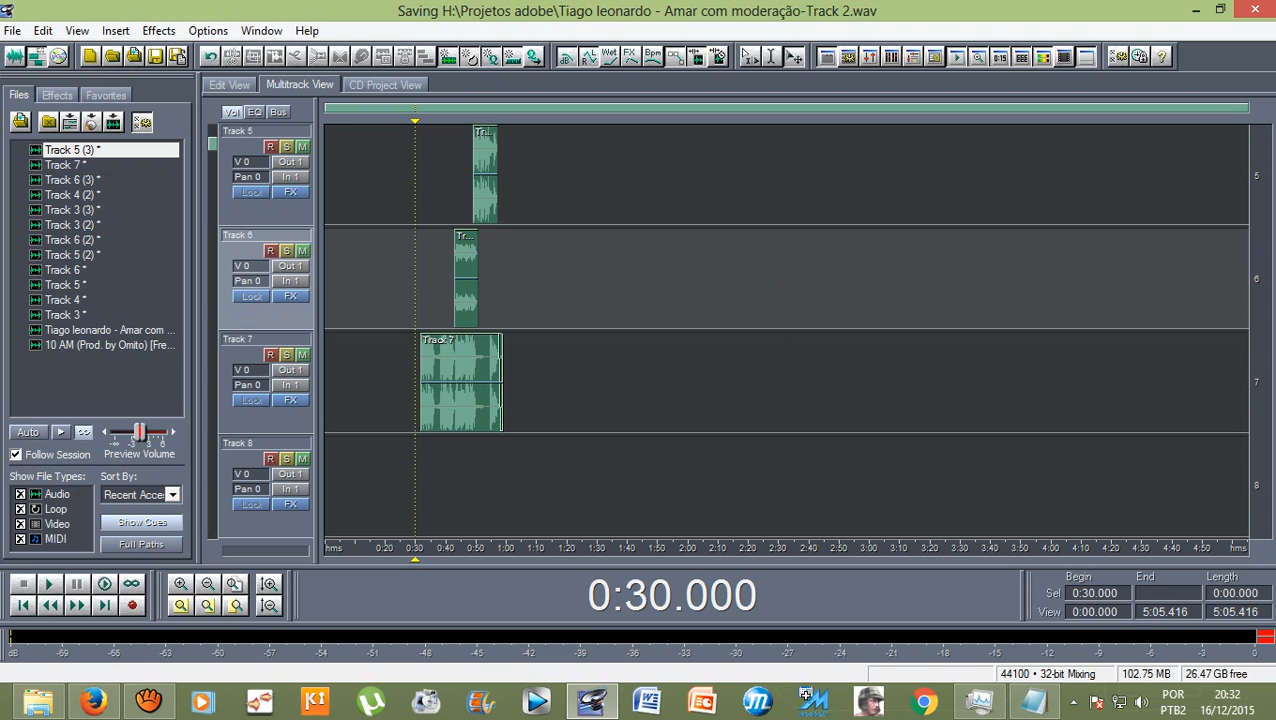 Saving H:\Projetos adobe\Tiago leonardo - Amar com moderação-Track 2.wav
File Edit View Insert Effects Options Window Help
Edit View Multitrack View CD Project View
Files Effects Favorites
Vol EQ Bus
Track 5 (3) *
Track 7 *
Track 6 (3) *
Track 4 (2) *
Track 3 (3) *
Track 3 (2) *
Track 6 (2) *
Track 5 (2) *
Track 6 *
Track 5 *
Track 4 *
Track 3 *
Tiago leonardo - Amar com ...
10 AM (Prod. by Omito) [Fre...
Auto
-∞ -3 3 6
Follow Session Preview Volume
Show File Types: Sort By:
Audio Recent Acce
Loop
Video Show Cues
MIDI Full Paths
Track 5
R S M
V 0 Out 1
Pan 0 In 1
Lock FX
Tr...
5
Track 6
R S M
V 0 Out 1
Pan 0 In 1
Lock FX
Tr...
6
Track 7
R S M
V 0 Out 1
Pan 0 In 1
Lock FX
Track 7
7
Track 8
R S M
V 0 Out 1
Pan 0 In 1
Lock FX
8
hms 0:20 0:30 0:40 0:50 1:00 1:10 1:20 1:30 1:40 1:50 2:00 2:10 2:20 2:30 2:40 2:50 3:00 3:10 3:20 3:30 3:40 3:50 4:00 4:10 4:20 4:30 4:40 4:50 hms
0:30.000
Begin End Length
Sel 0:30.000 0:00.000
View 0:00.000 5:05.416 5:05.416
dB -69 -66 -63 -60 -57 -54 -51 -48 -45 -42 -39 -36 -33 -30 -27 -24 -21 -18 -15 -12 -9 -6 -3 0
44100 • 32-bit Mixing 102.75 MB 26.47 GB free
POR 20:32
PTB2 16/12/2015